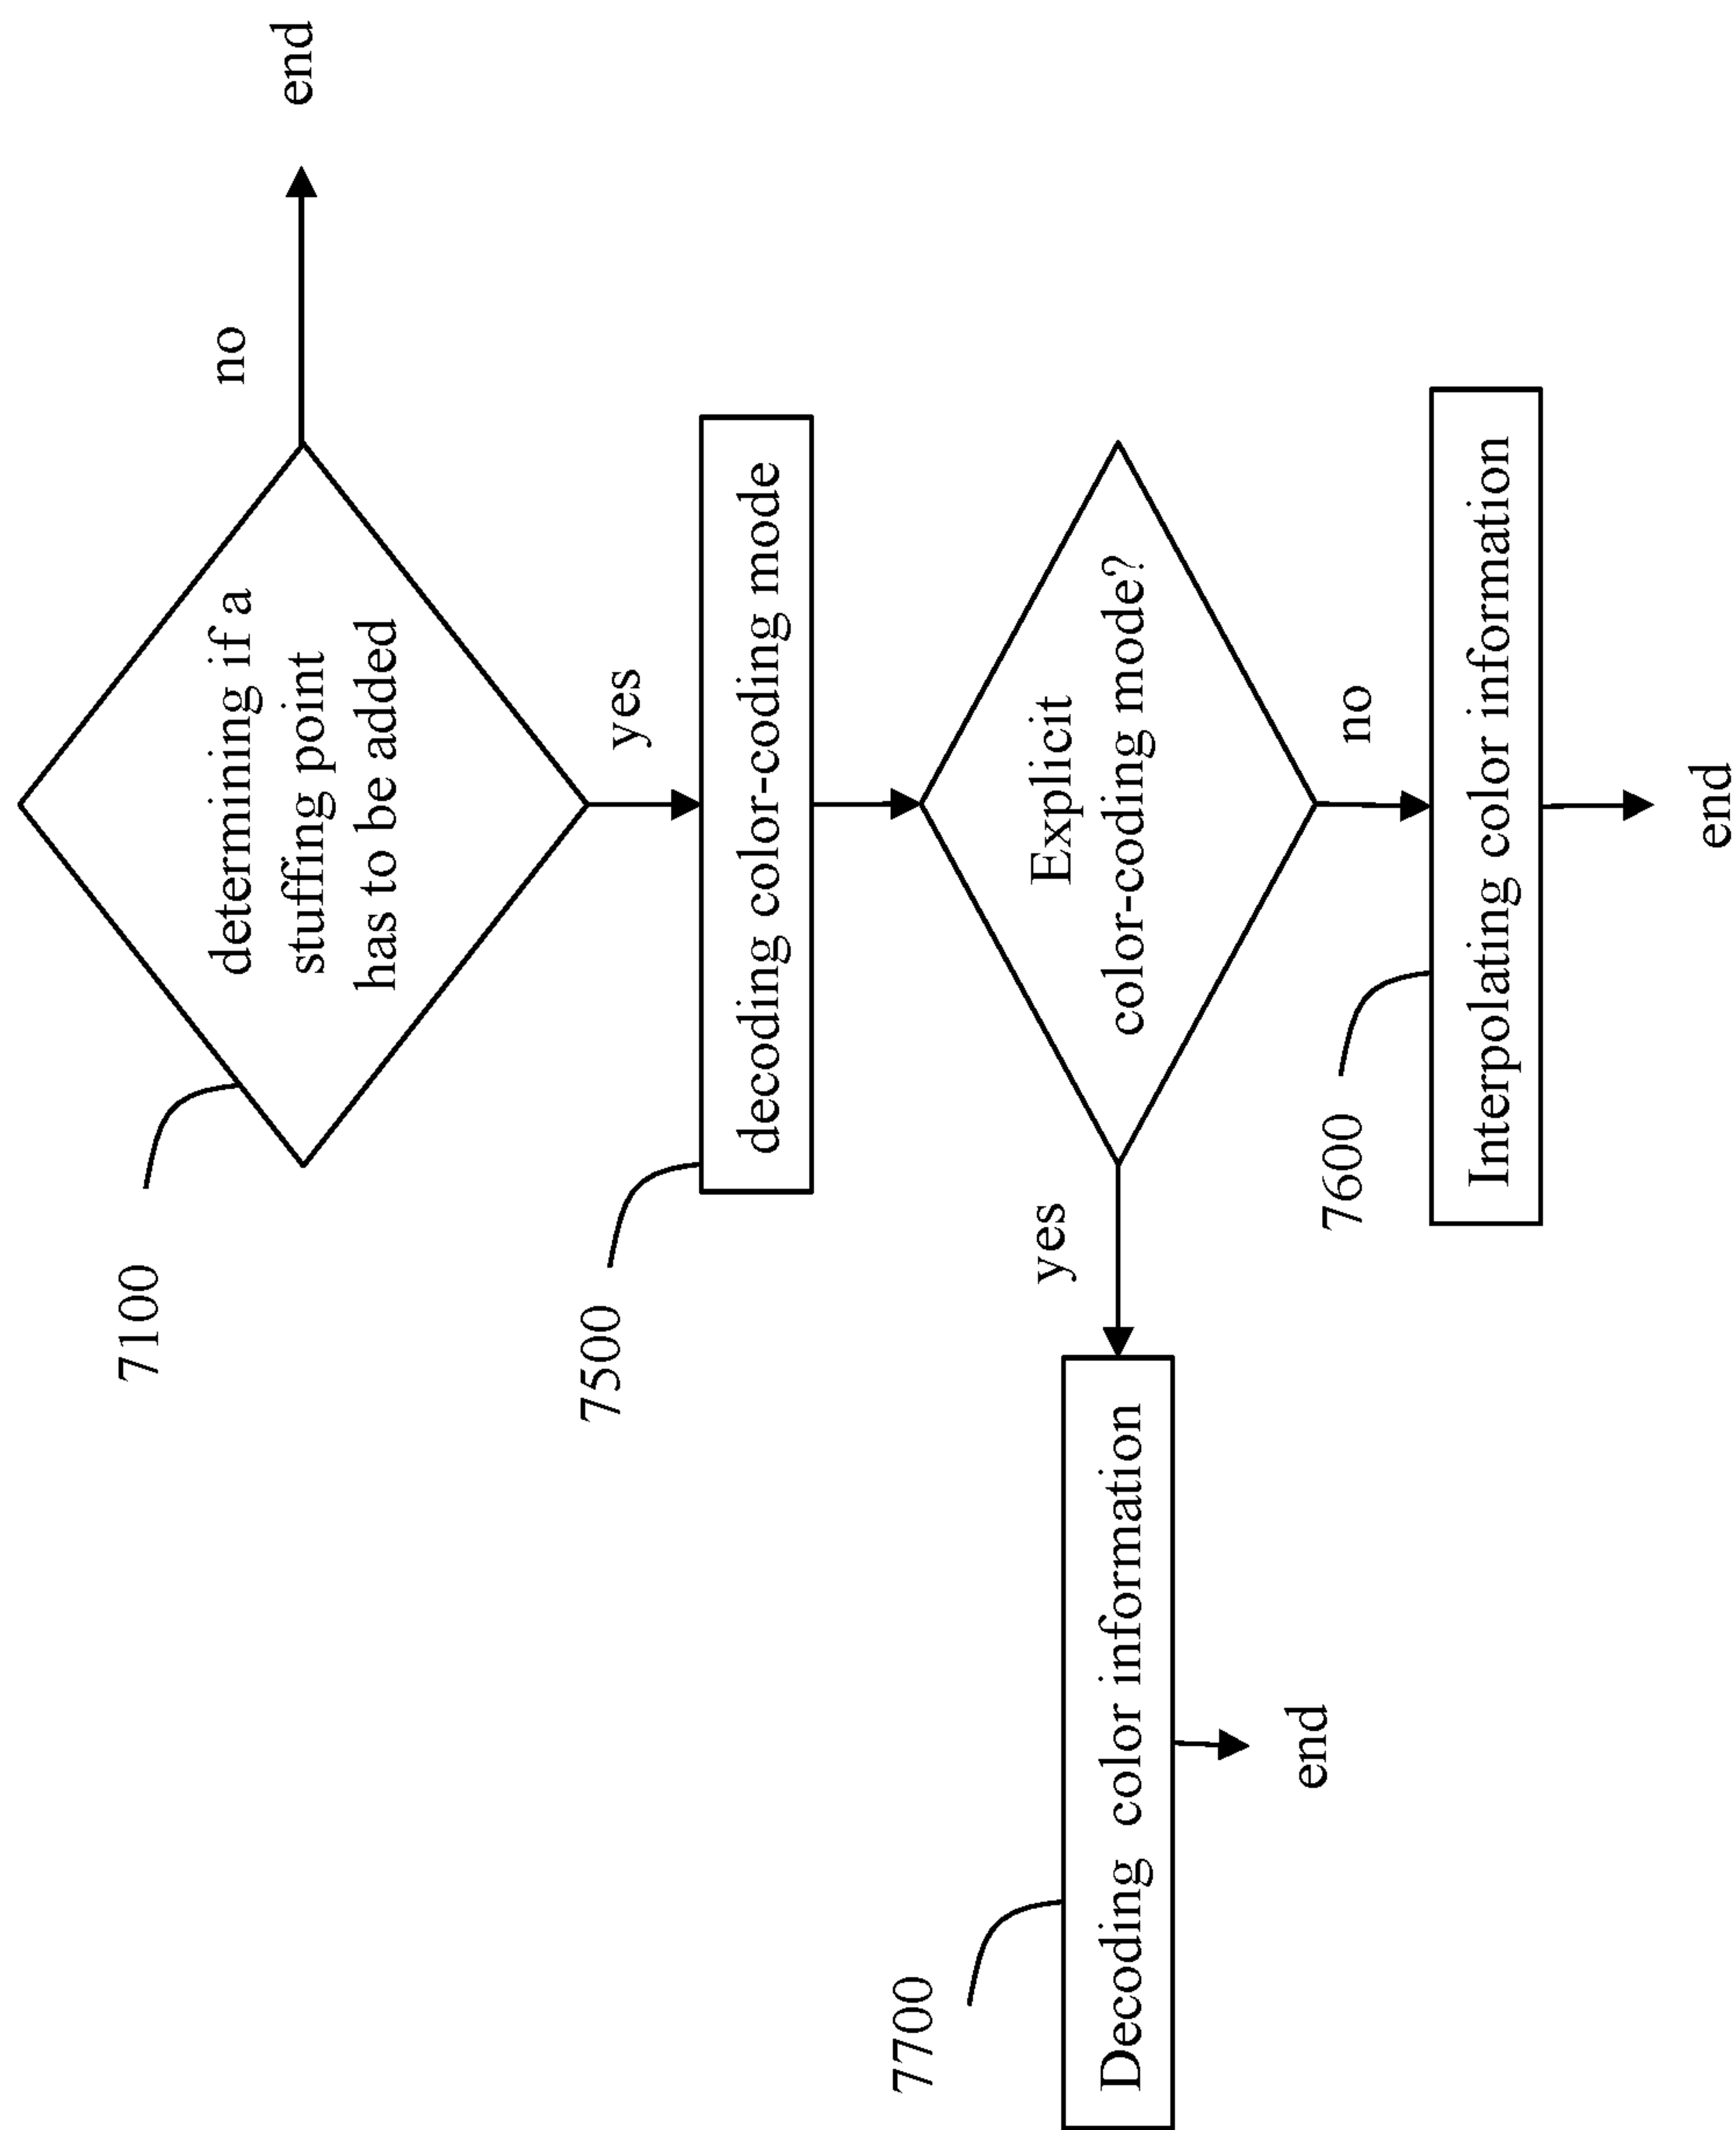 7100
determining if a
stuffing point
has to be added
no
end
yes
7500
decoding color-coding mode
Explicit
color-coding mode?
yes
no
7700
Decoding color information
end
7600
Interpolating color information
end